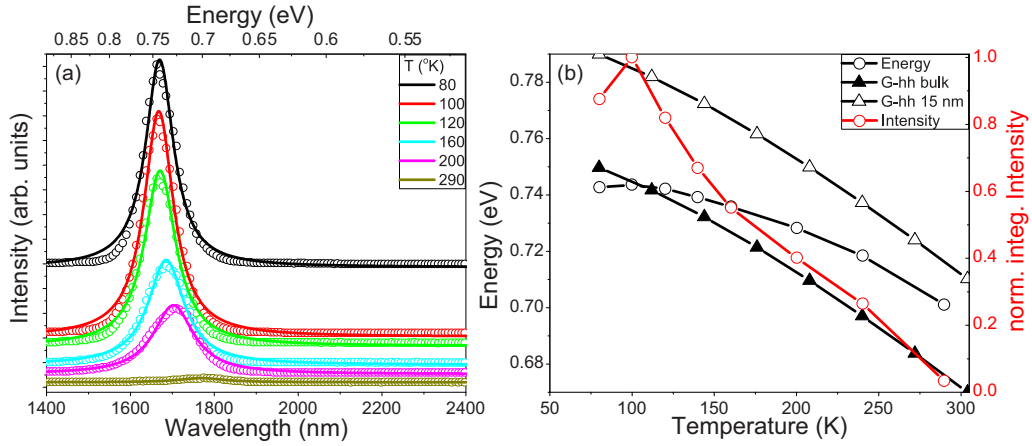 Energy (eV)
0.85 0.8 0.75 0.7 0.65 0.6 0.55
(a)
T (°K)
80
100
120
160
200
290
Intensity (arb. units)
1400 1600 1800 2000 2200 2400
Wavelength (nm)
(b)
Energy
G-hh bulk
G-hh 15 nm
Intensity
0.78
0.76
0.74
0.72
0.70
0.68
Energy (eV)
50 100 150 200 250 300
Temperature (K)
1.0
0.8
0.6
0.4
0.2
0.0
norm. Integ. Intensity